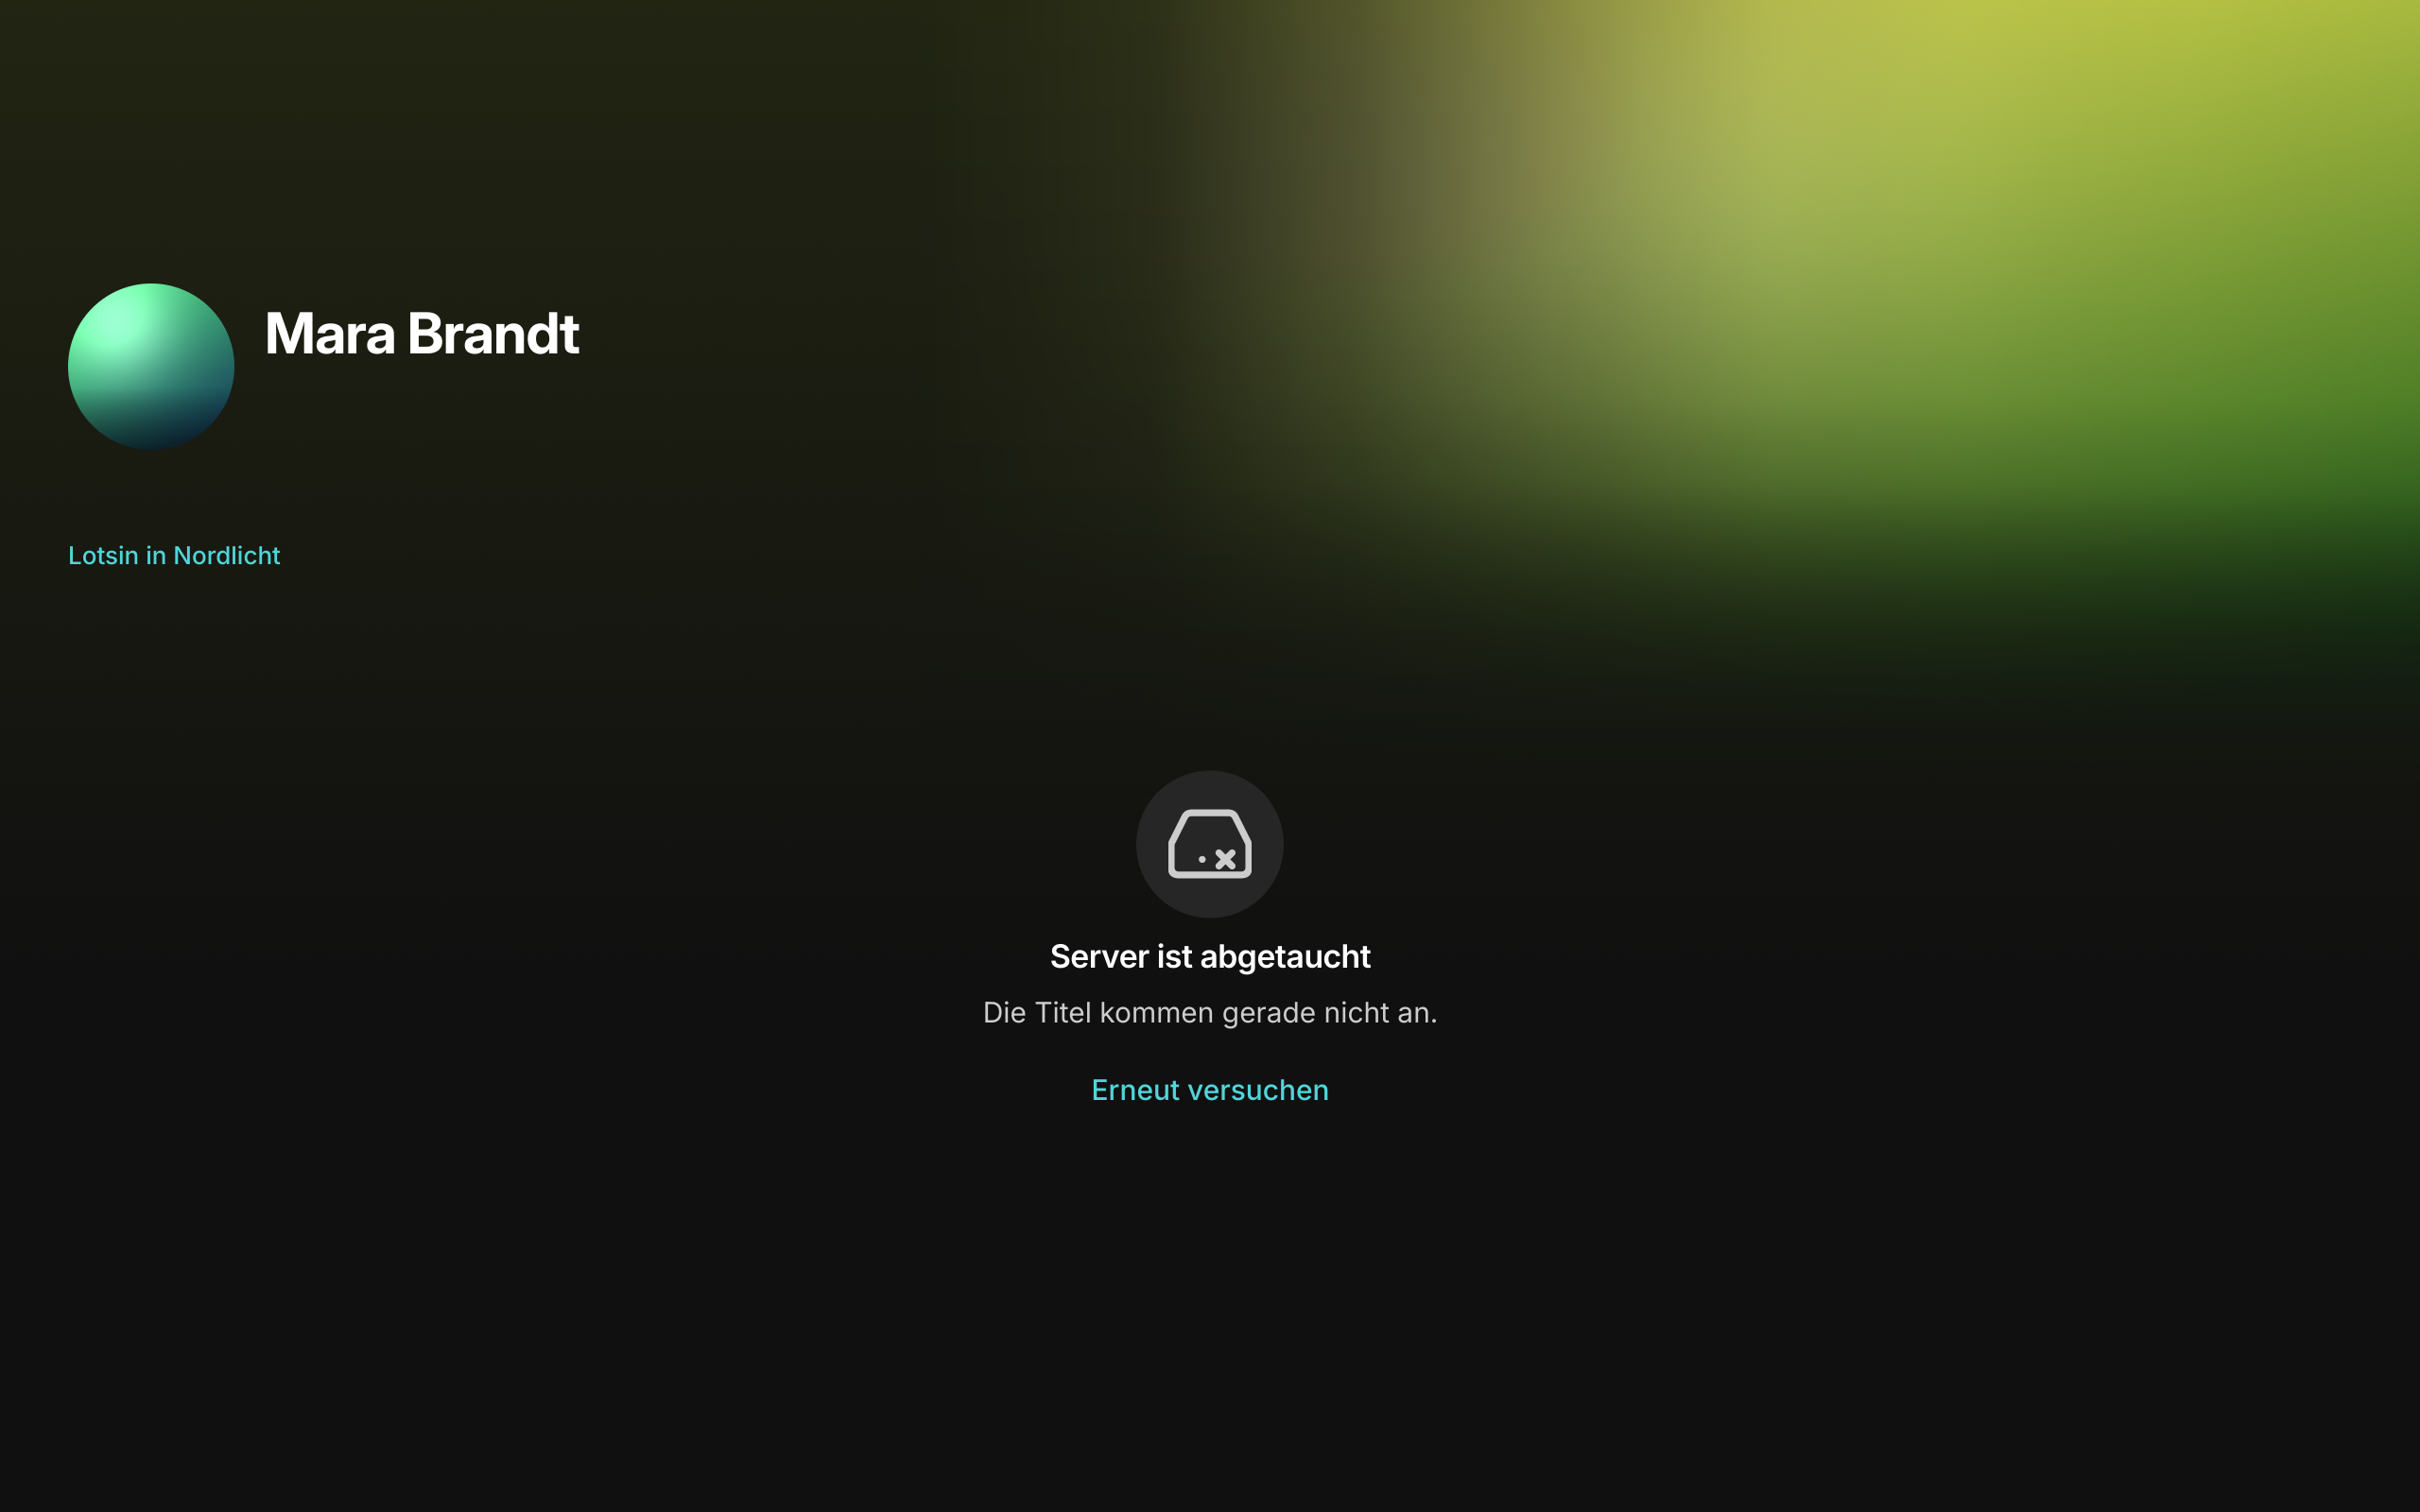 Mara Brandt
Lotsin in Nordlicht
Server ist abgetaucht
Die Titel kommen gerade nicht an.
Erneut versuchen